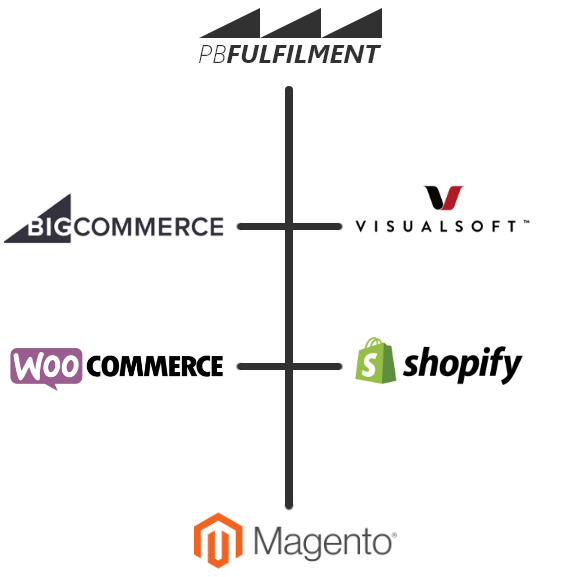 PBFULFILMENT
BIGCOMMERCE
VISUALSOFT™
WOO COMMERCE
S shopify
Magento®